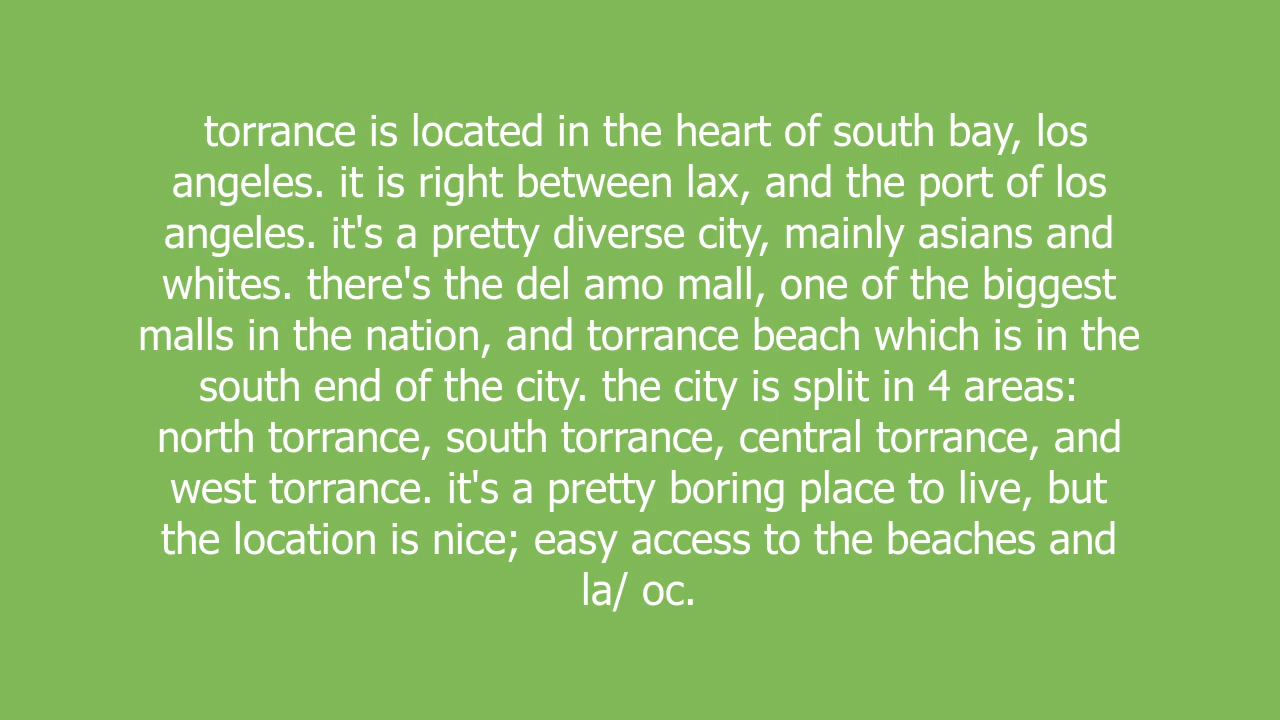 torrance is located in the heart of south bay, los
angeles. it is right between lax, and the port of los
angeles. it's a pretty diverse city, mainly asians and
whites. there's the del amo mall, one of the biggest
malls in the nation, and torrance beach which is in the
south end of the city. the city is split in 4 areas:
north torrance, south torrance, central torrance, and
west torrance. it's a pretty boring place to live, but
the location is nice; easy access to the beaches and
la/ oc.